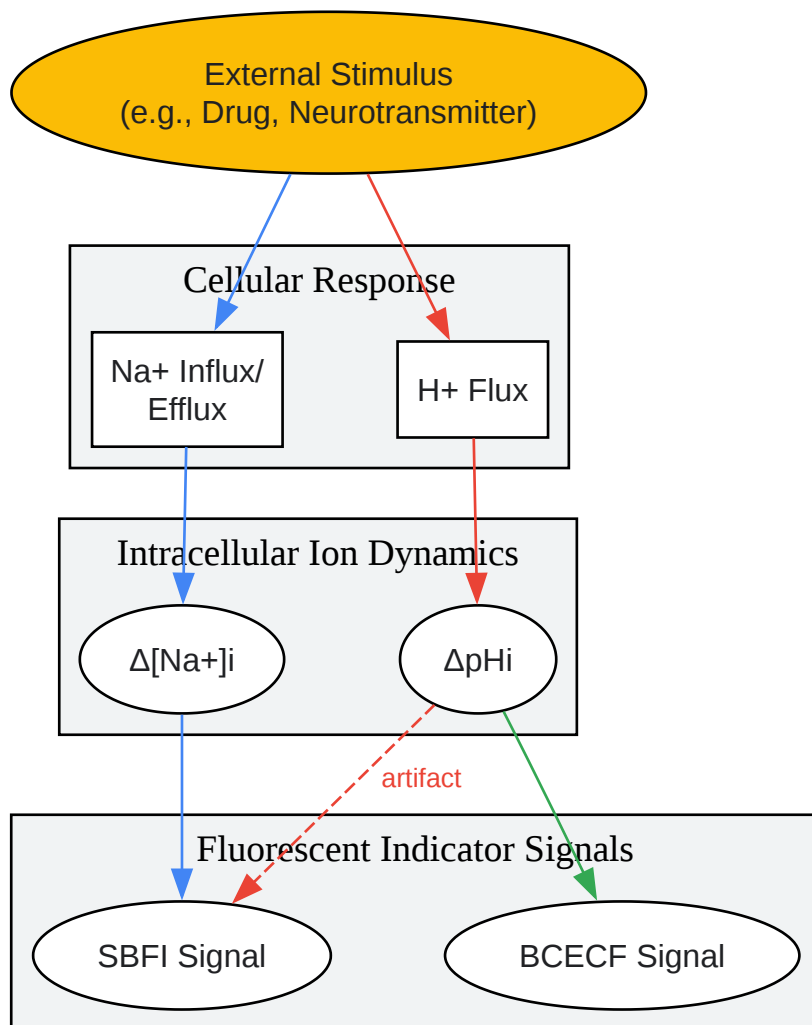 External Stimulus
(e.g., Drug, Neurotransmitter)
Cellular Response
Na+ Influx/
Efflux
H+ Flux
Intracellular Ion Dynamics
Δ[Na+]i
ΔpHi
artifact
Fluorescent Indicator Signals
SBFI Signal
BCECF Signal